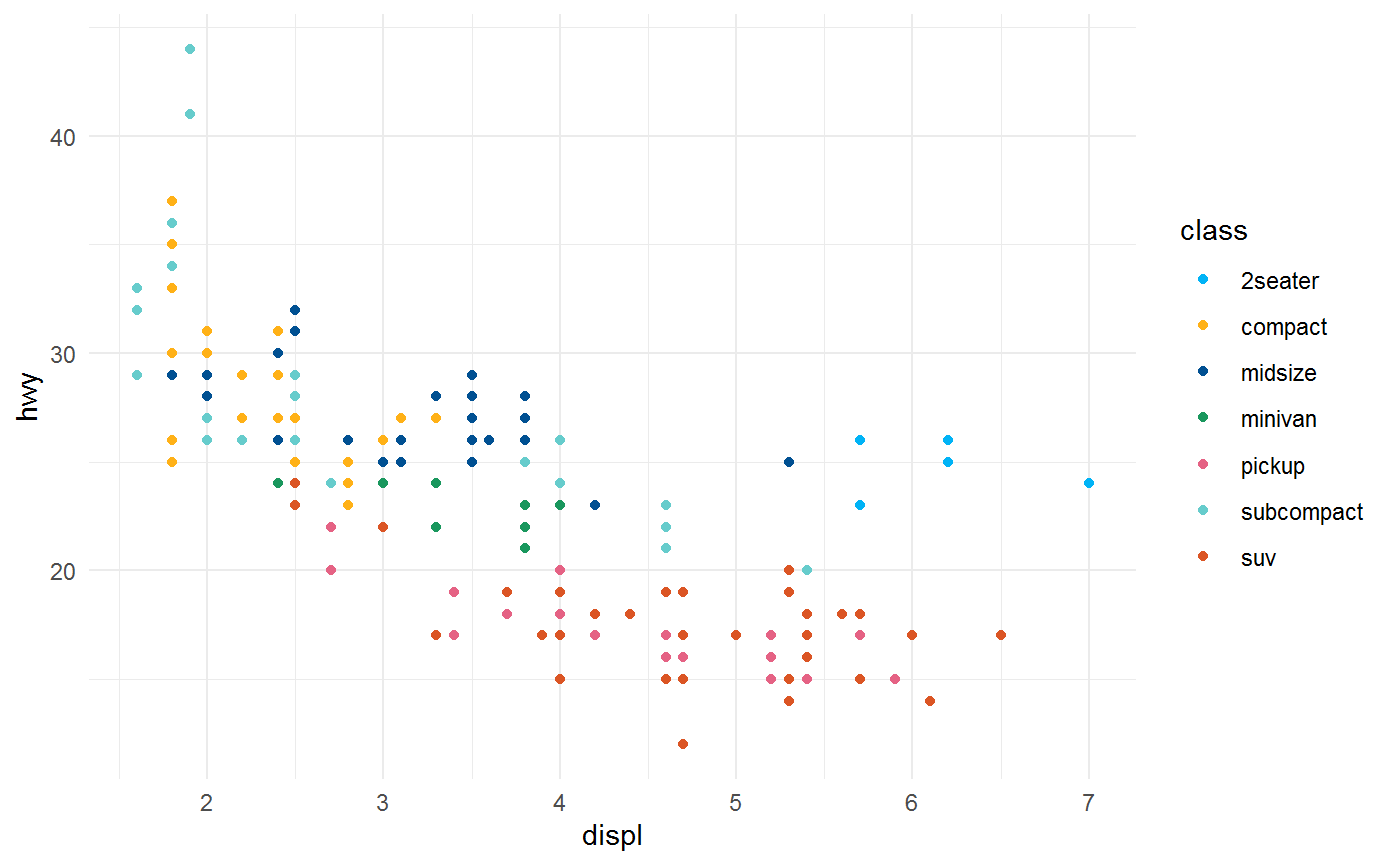 40
30
20
hwy
2 3 4 5 6 7
displ
class
2seater
compact
midsize
minivan
pickup
subcompact
suv